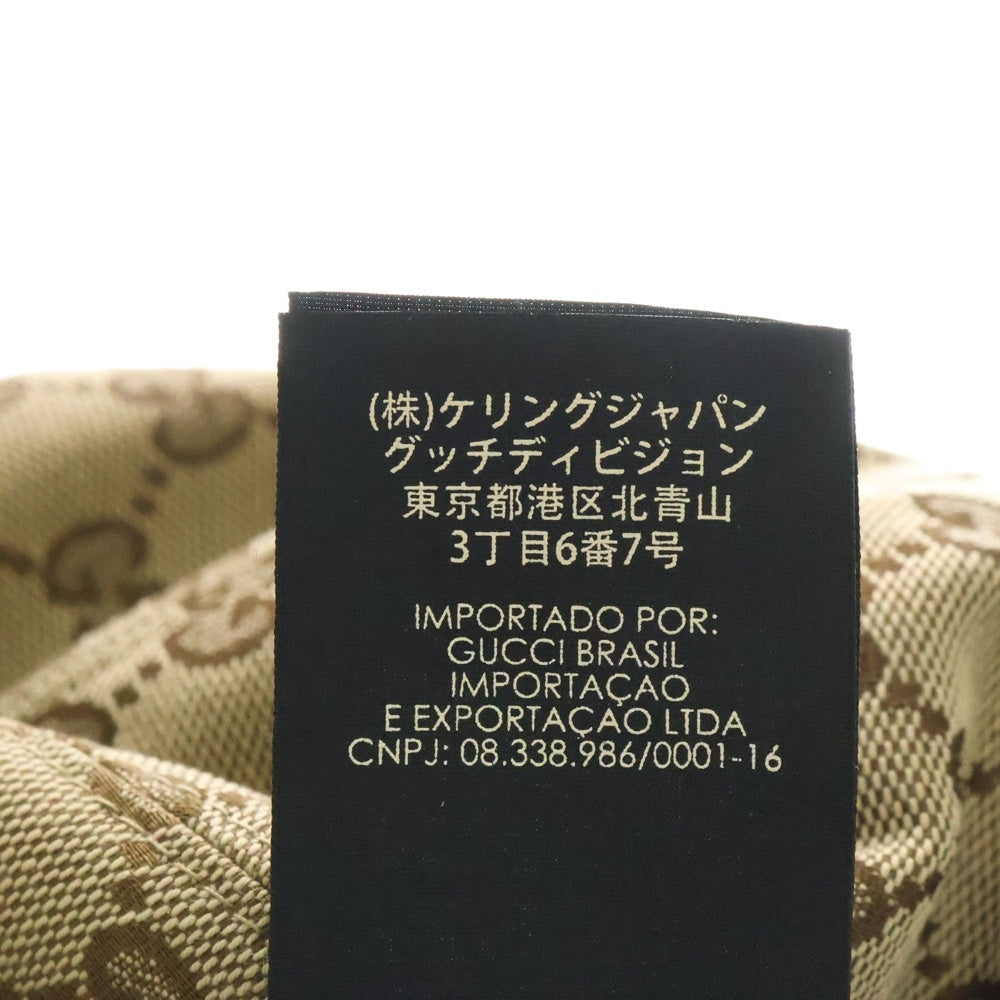 (株)ケリングジャパン
グッチディビジョン
東京都港区北青山
3丁目6番7号
IMPORTADO POR:
GUCCI BRASIL
IMPORTAÇAO
E EXPORTAÇAO LTDA
CNPJ: 08.338.986/0001-16